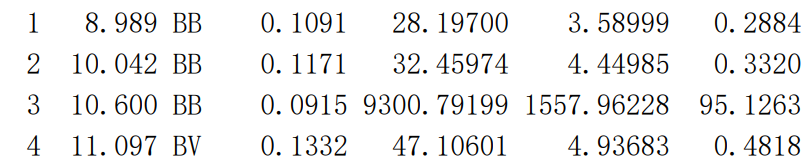 1 8.989 BB 0.1091 28.19700 3.58999 0.2884
2 10.042 BB 0.1171 32.45974 4.44985 0.3320
3 10.600 BB 0.0915 9300.79199 1557.96228 95.1263
4 11.097 BV 0.1332 47.10601 4.93683 0.4818